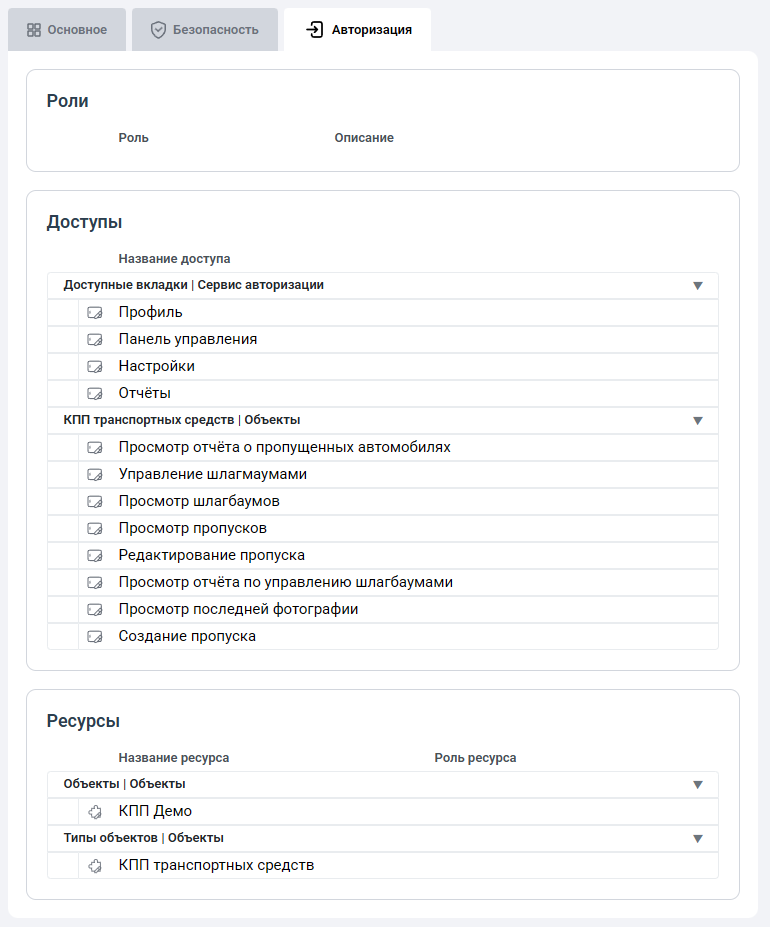 Основное Безопасность Авторизация
Роли
Роль Описание
Доступы
Название доступа
Доступные вкладки | Сервис авторизации
Профиль
Панель управления
Настройки
Отчёты
КПП транспортных средств | Объекты
Просмотр отчёта о пропущенных автомобилях
Управление шлагмаумами
Просмотр шлагбаумов
Просмотр пропусков
Редактирование пропуска
Просмотр отчёта по управлению шлагбаумами
Просмотр последней фотографии
Создание пропуска
Ресурсы
Название ресурса Роль ресурса
Объекты | Объекты
КПП Демо
Типы объектов | Объекты
КПП транспортных средств